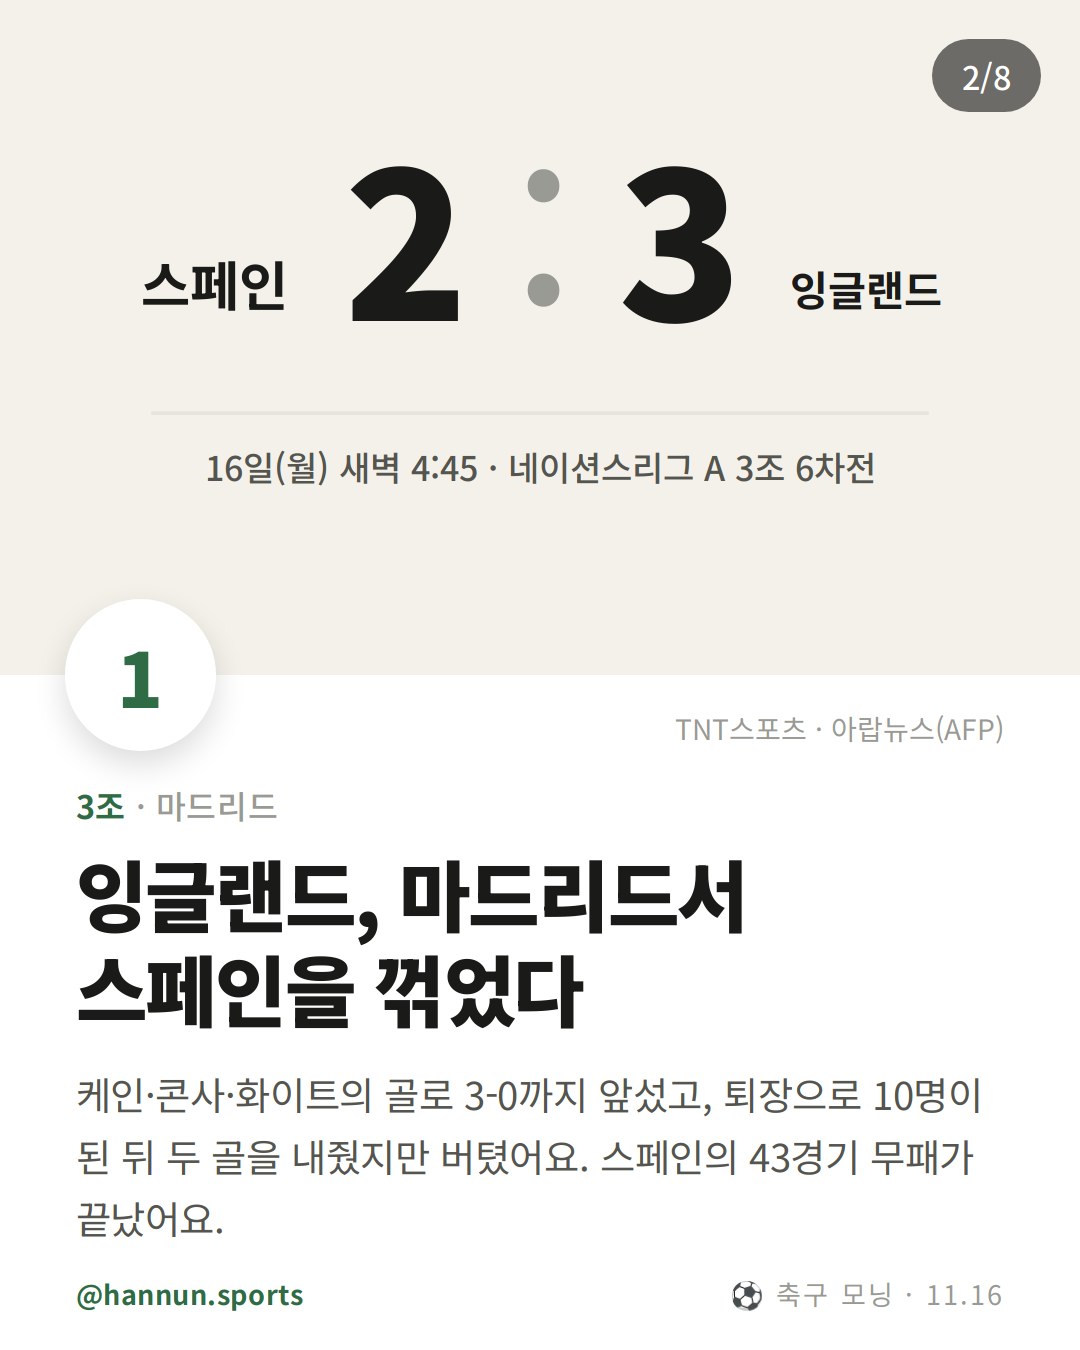 2/8
스페인 2 : 3 잉글랜드
16일(월) 새벽 4:45 · 네이션스리그 A 3조 6차전
1
TNT스포츠 · 아랍뉴스(AFP)
3조 · 마드리드
잉글랜드, 마드리드서
스페인을 꺾었다
케인·콘사·화이트의 골로 3-0까지 앞섰고, 퇴장으로 10명이
된 뒤 두 골을 내줬지만 버텼어요. 스페인의 43경기 무패가
끝났어요.
@hannun.sports
⚽ 축구 모닝 · 11.16